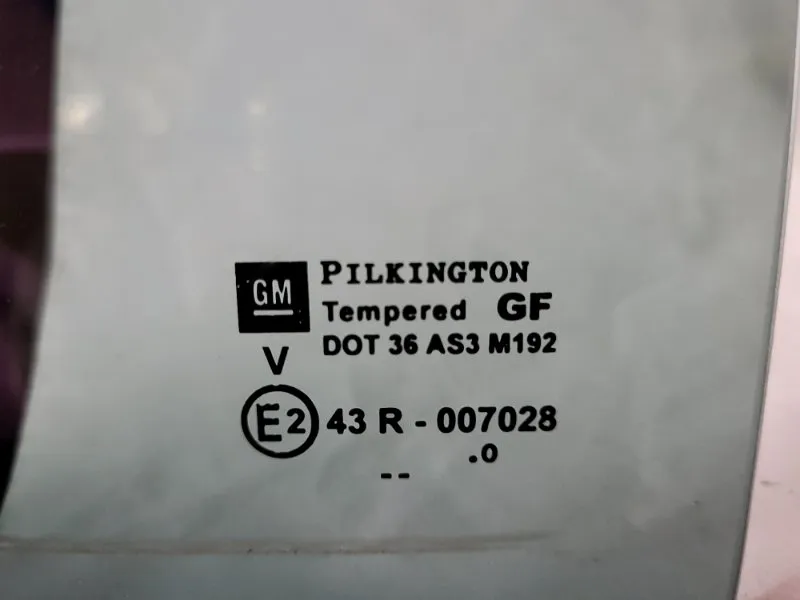 GM PILKINGTON
Tempered GF
DOT 36 AS3 M192
V
E2 43 R - 007028
.0
--